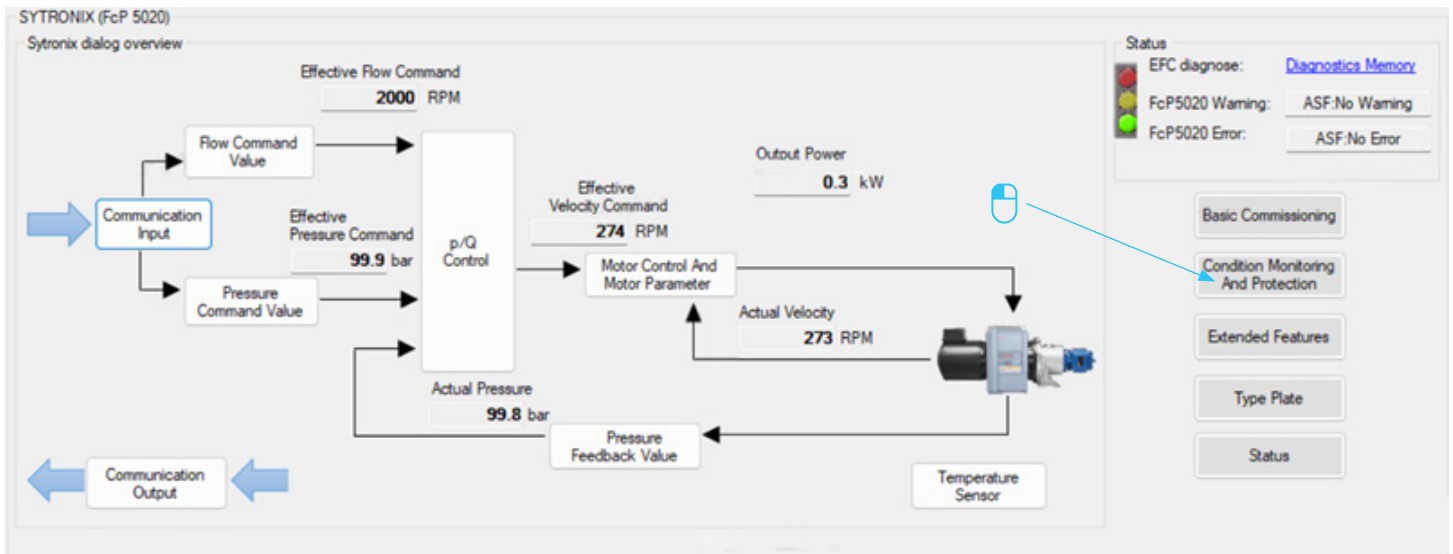 SYTRONIX (FcP 5020)
Sytronix dialog overview
Effective Flow Command
2000 RPM
Flow Command
Value
Communication
Input
Effective
Pressure Command
99.9 bar
Pressure
Command Value
p/Q
Control
Effective
Velocity Command
274 RPM
Output Power
0.3 kW
Motor Control And
Motor Parameter
Actual Velocity
273 RPM
Actual Pressure
99.8 bar
Pressure
Feedback Value
Communication
Output
Temperature
Sensor
Status
EFC diagnose: Diagnostics Memory
FcP5020 Warning: ASF:No Warning
FcP5020 Error: ASF:No Error
Basic Commissioning
Condition Monitoring
And Protection
Extended Features
Type Plate
Status